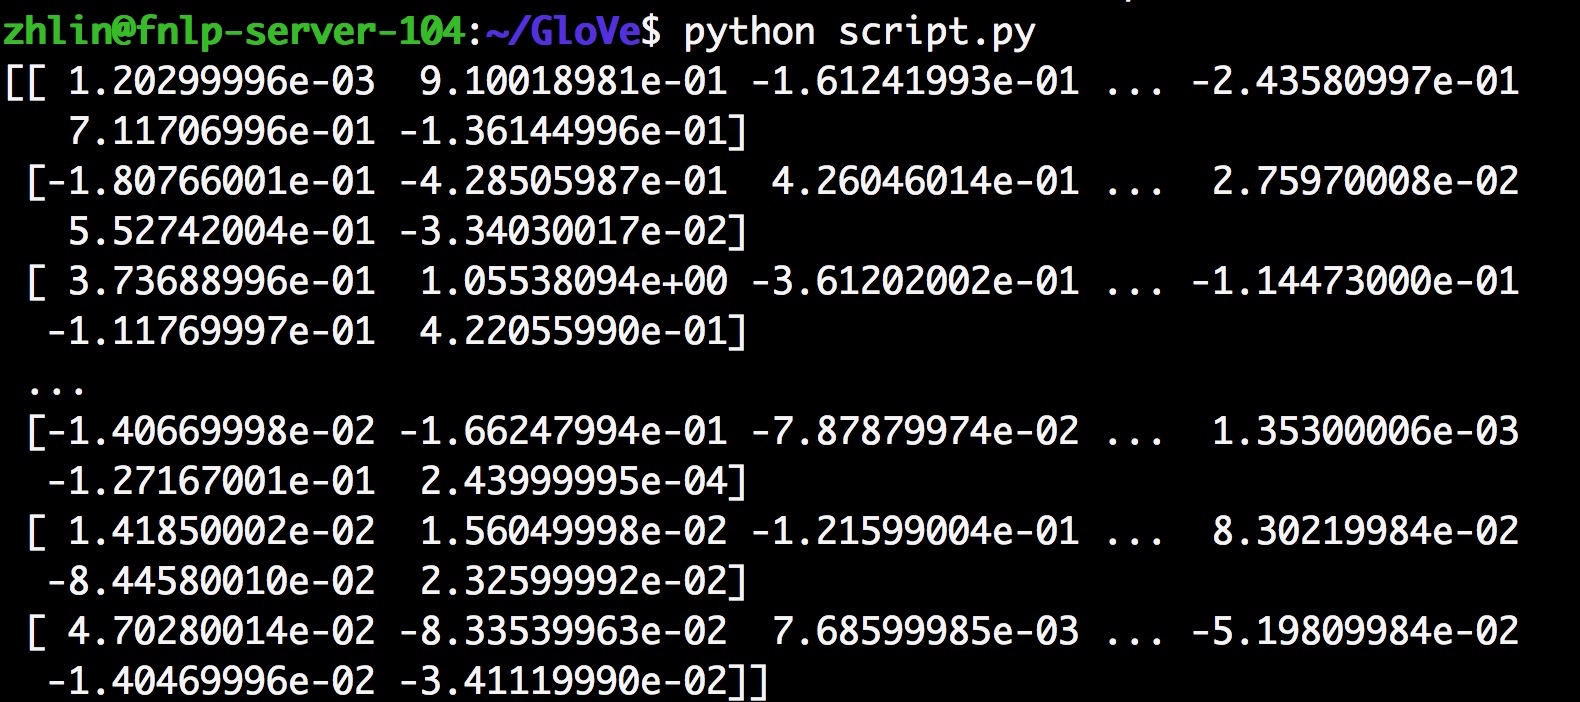 zhlin@fnlp-server-104:~/GloVe$ python script.py
[[ 1.20299996e-03  9.10018981e-01 -1.61241993e-01 ... -2.43580997e-01
   7.11706996e-01 -1.36144996e-01]
 [-1.80766001e-01 -4.28505987e-01  4.26046014e-01 ...  2.75970008e-02
   5.52742004e-01 -3.34030017e-02]
 [ 3.73688996e-01  1.05538094e+00 -3.61202002e-01 ... -1.14473000e-01
  -1.11769997e-01  4.22055990e-01]
 ...
 [-1.40669998e-02 -1.66247994e-01 -7.87879974e-02 ...  1.35300006e-03
  -1.27167001e-01  2.43999995e-04]
 [ 1.41850002e-02  1.56049998e-02 -1.21599004e-01 ...  8.30219984e-02
  -8.44580010e-02  2.32599992e-02]
 [ 4.70280014e-02 -8.33539963e-02  7.68599985e-03 ... -5.19809984e-02
  -1.40469996e-02 -3.41119990e-02]]